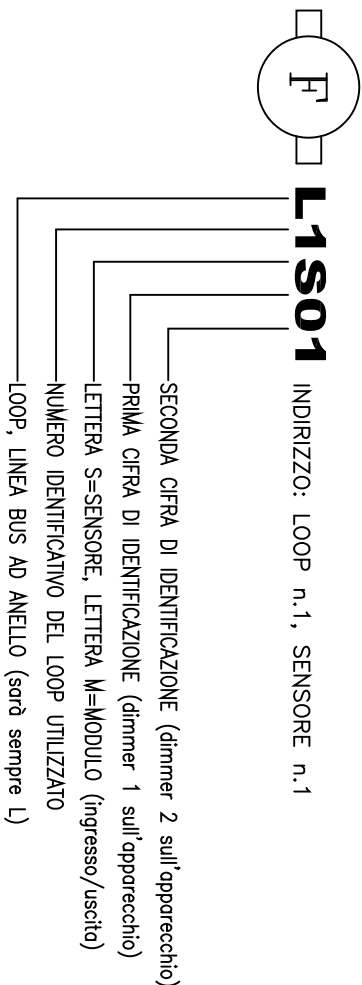 F
L1S01
INDIRIZZO: LOOP n.1, SENSORE n.1
SECONDA CIFRA DI IDENTIFICAZIONE (dimmer 2 sull'apparecchio)
PRIMA CIFRA DI IDENTIFICAZIONE (dimmer 1 sull'apparecchio)
LETTERA S=SENSORE, LETTERA M=MODULO (ingresso/uscita)
NUMERO IDENTIFICATIVO DEL LOOP UTILIZZATO
LOOP, LINEA BUS AD ANELLO (sarà sempre L)